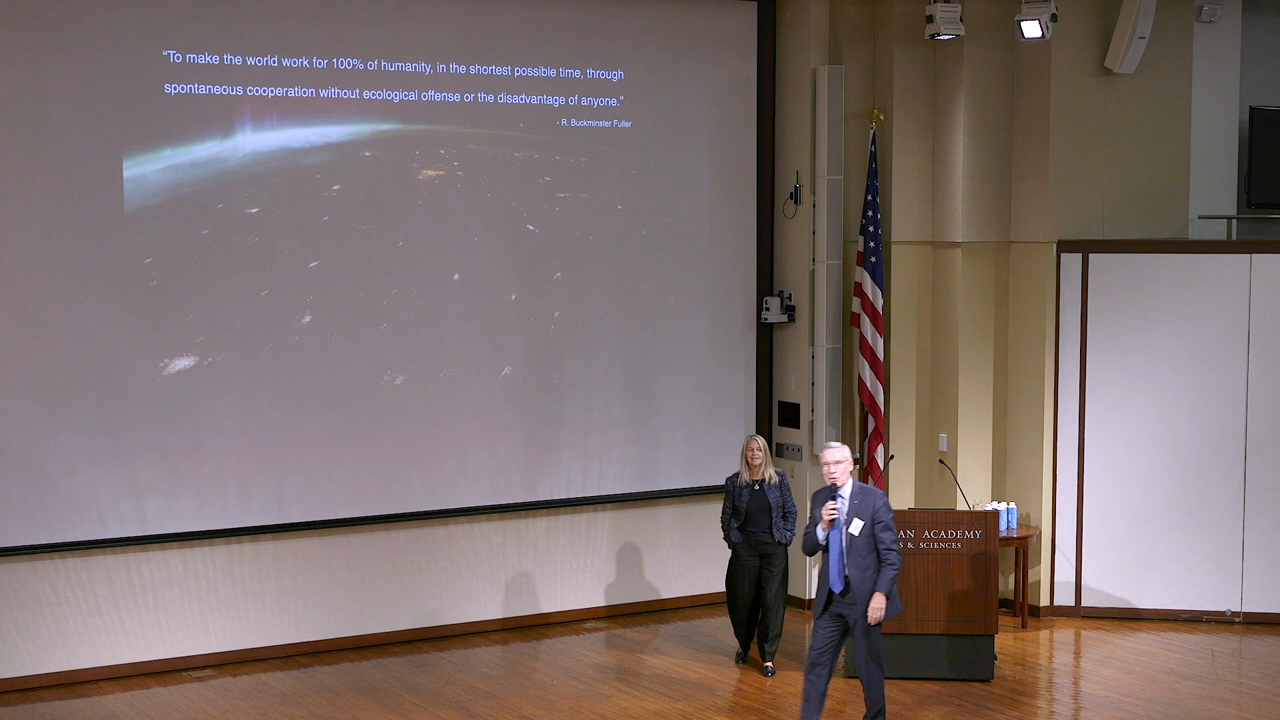 “To make the world work for 100% of humanity, in the shortest possible time, through
spontaneous cooperation without ecological offense or the disadvantage of anyone.”
- R. Buckminster Fuller
AN ACADEMY
S & SCIENCES